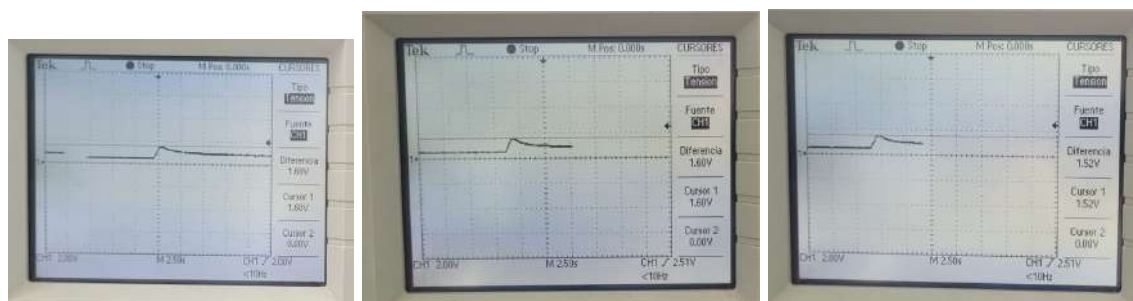 Tek Stop M Pos: 0.000s CURSORES
Tipo
Tension
Fuente
CH1
Diferencia
1.60V
Cursor 1
1.60V
Cursor 2
0.00V
CH1 2.00V M 2.50s CH1 2.00V
<10Hz
Tek Stop M Pos: 0.000s CURSORES
Tipo
Tension
Fuente
CH1
Diferencia
1.60V
Cursor 1
1.60V
Cursor 2
0.00V
CH1 2.00V M 2.50s CH1 2.51V
<10Hz
Tek Stop M Pos: 0.000s CURSORES
Tipo
Tension
Fuente
CH1
Diferencia
1.52V
Cursor 1
1.52V
Cursor 2
0.00V
CH1 2.00V M 2.50s CH1 2.51V
<10Hz